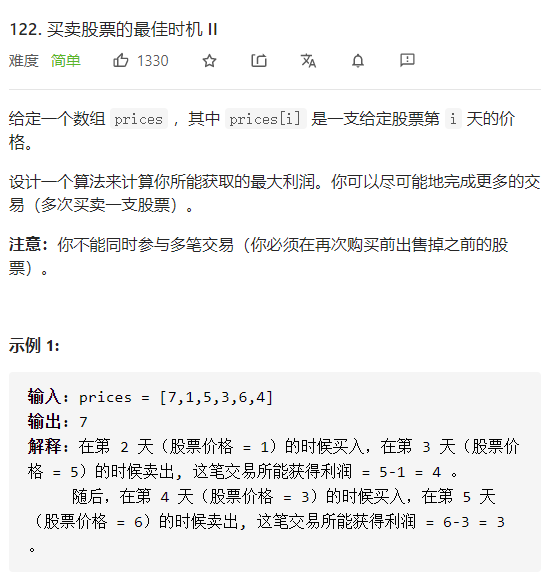 122. 买卖股票的最佳时机 II
难度 简单 1330
给定一个数组 prices ，其中 prices[i] 是一支给定股票第 i 天的价
格。
设计一个算法来计算你所能获取的最大利润。你可以尽可能地完成更多的交
易（多次买卖一支股票）。
注意：你不能同时参与多笔交易（你必须在再次购买前出售掉之前的股
票）。
示例 1:
输入: prices = [7,1,5,3,6,4]
输出: 7
解释: 在第 2 天（股票价格 = 1）的时候买入，在第 3 天（股票价
格 = 5）的时候卖出, 这笔交易所能获得利润 = 5-1 = 4 。
随后，在第 4 天（股票价格 = 3）的时候买入，在第 5 天
（股票价格 = 6）的时候卖出, 这笔交易所能获得利润 = 6-3 = 3
。